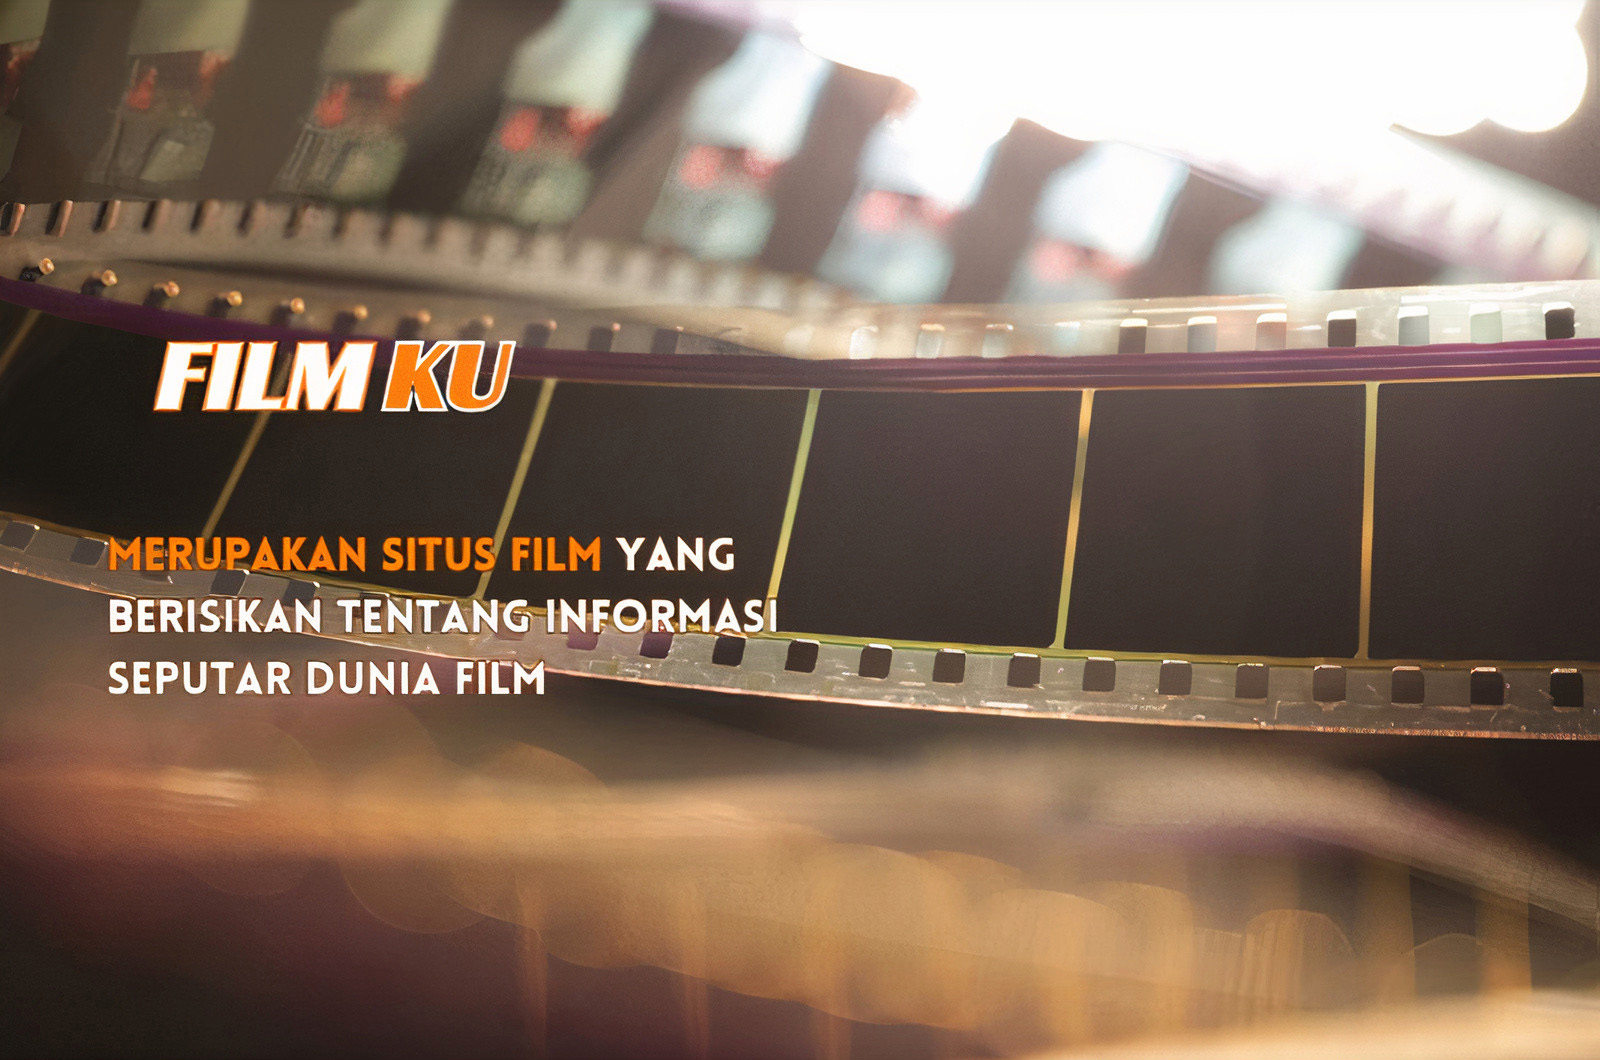 FILM KU
MERUPAKAN SITUS FILM YANG
BERISIKAN TENTANG INFORMASI
SEPUTAR DUNIA FILM